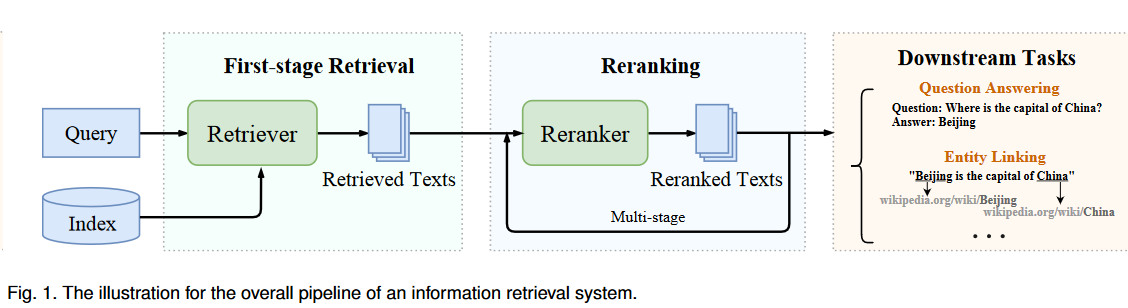 First-stage Retrieval
Query
Index
Retriever
Retrieved Texts
Reranking
Reranker
Reranked Texts
Multi-stage
Downstream Tasks
Question Answering
Question: Where is the capital of China?
Answer: Beijing
Entity Linking
"Beijing is the capital of China"
wikipedia.org/wiki/Beijing
wikipedia.org/wiki/China
• • •
Fig. 1. The illustration for the overall pipeline of an information retrieval system.